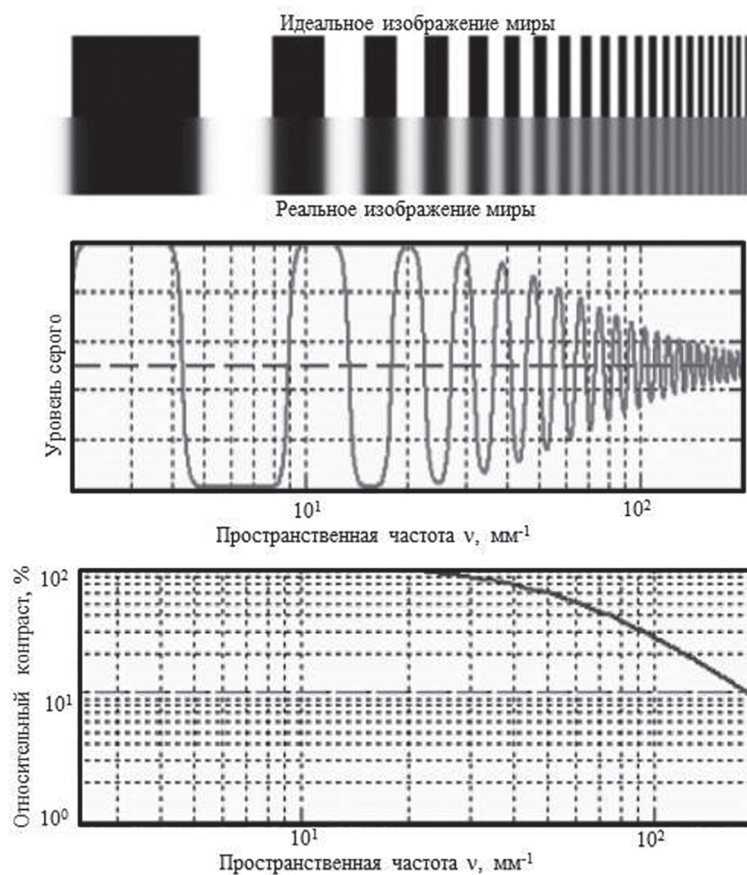 Идеальное изображение миры
Реальное изображение миры
Уровень серого
10¹
10²
Пространственная частота ν, мм⁻¹
Относительный контраст, %
10²
10¹
10⁰
10¹
10²
Пространственная частота ν, мм⁻¹